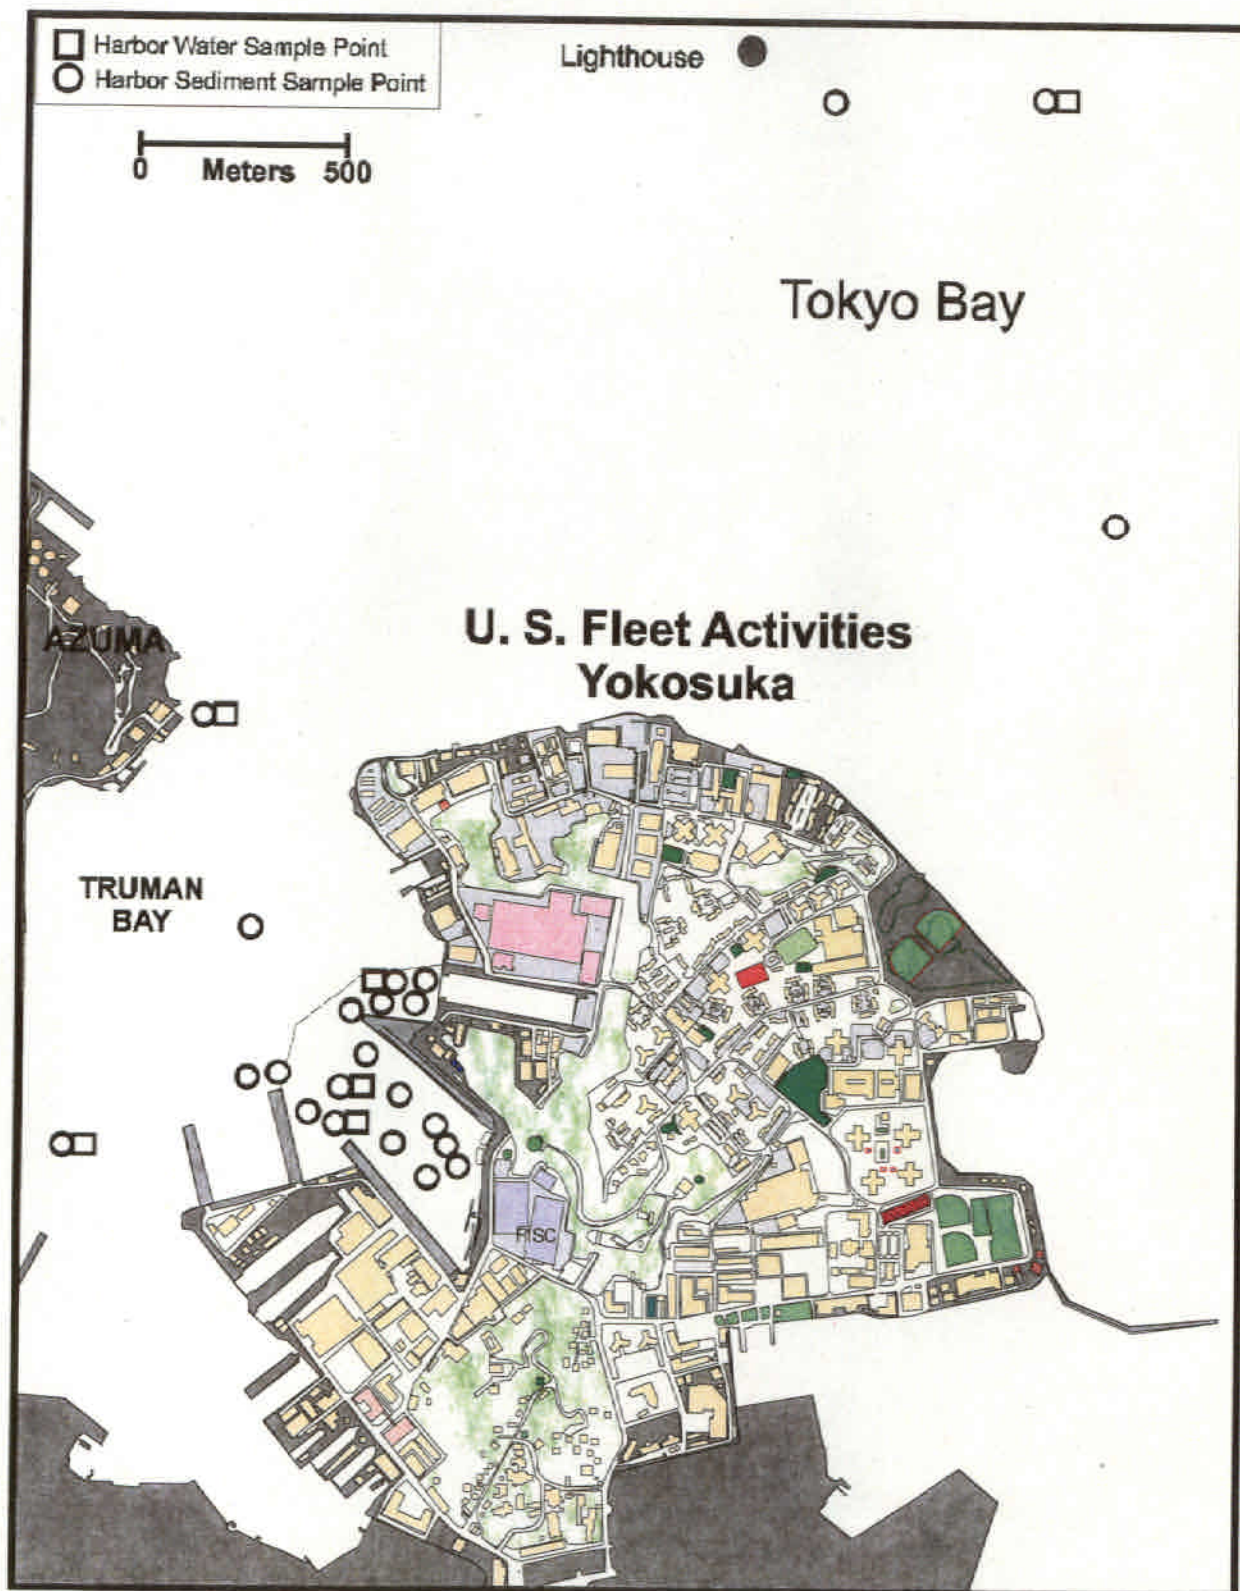 Harbor Water Sample Point
Harbor Sediment Sample Point
Lighthouse
0 Meters 500
Tokyo Bay
U. S. Fleet Activities
Yokosuka
AZUMA
TRUMAN
BAY
FISC